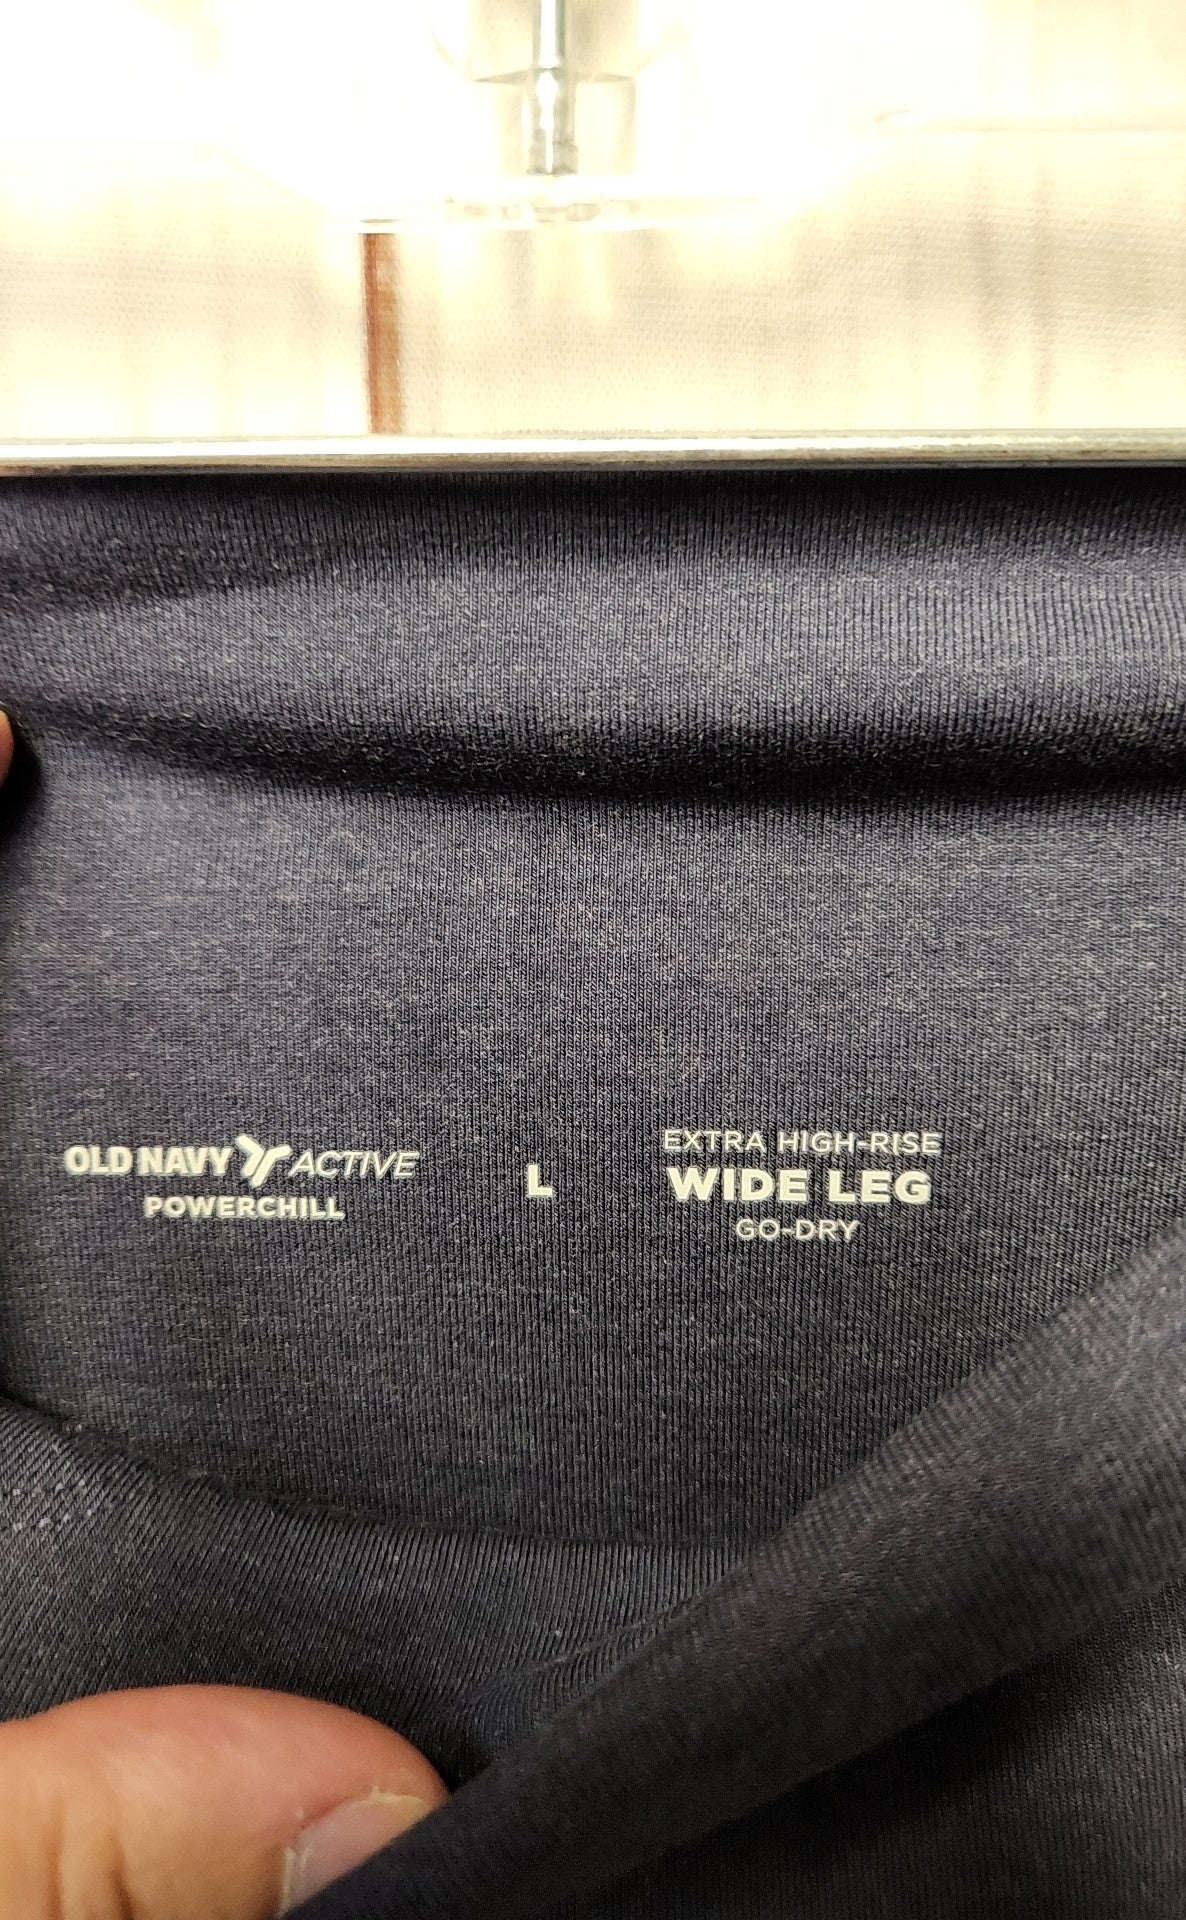 OLD NAVY ACTIVE
POWERCHILL
L
EXTRA HIGH-RISE
WIDE LEG
GO-DRY